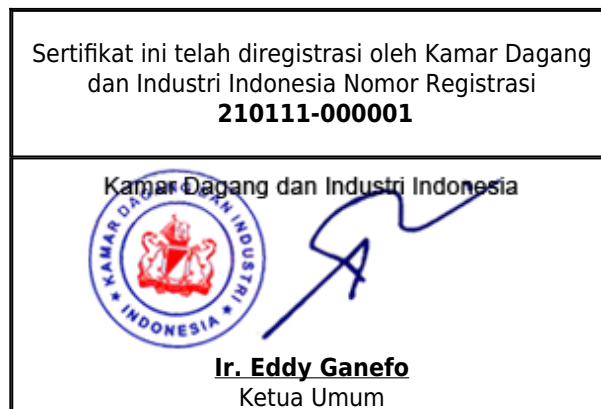 Sertifikat ini telah diregistrasi oleh Kamar Dagang
dan Industri Indonesia Nomor Registrasi
210111-000001
Kamar Dagang dan Industri Indonesia
KAMAR DAGANG DAN INDUSTRI
INDONESIA
Ir. Eddy Ganefo
Ketua Umum